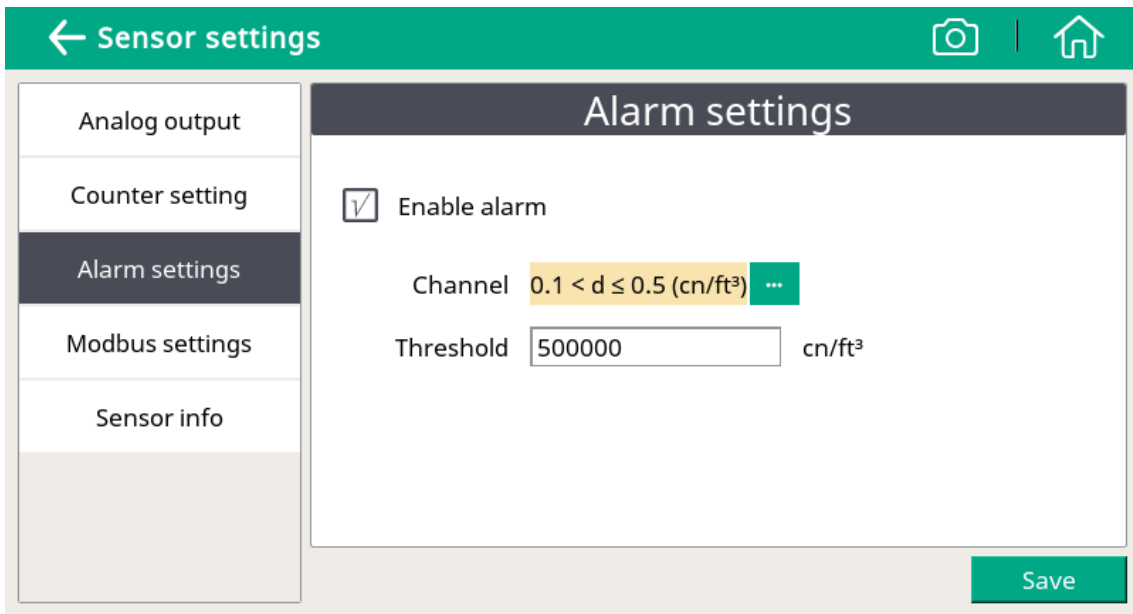 Sensor settings
Analog output
Counter setting
Alarm settings
Modbus settings
Sensor info
Alarm settings
√ Enable alarm
Channel 0.1 < d ≤ 0.5 (cn/ft³) ...
Threshold 500000 cn/ft³
Save